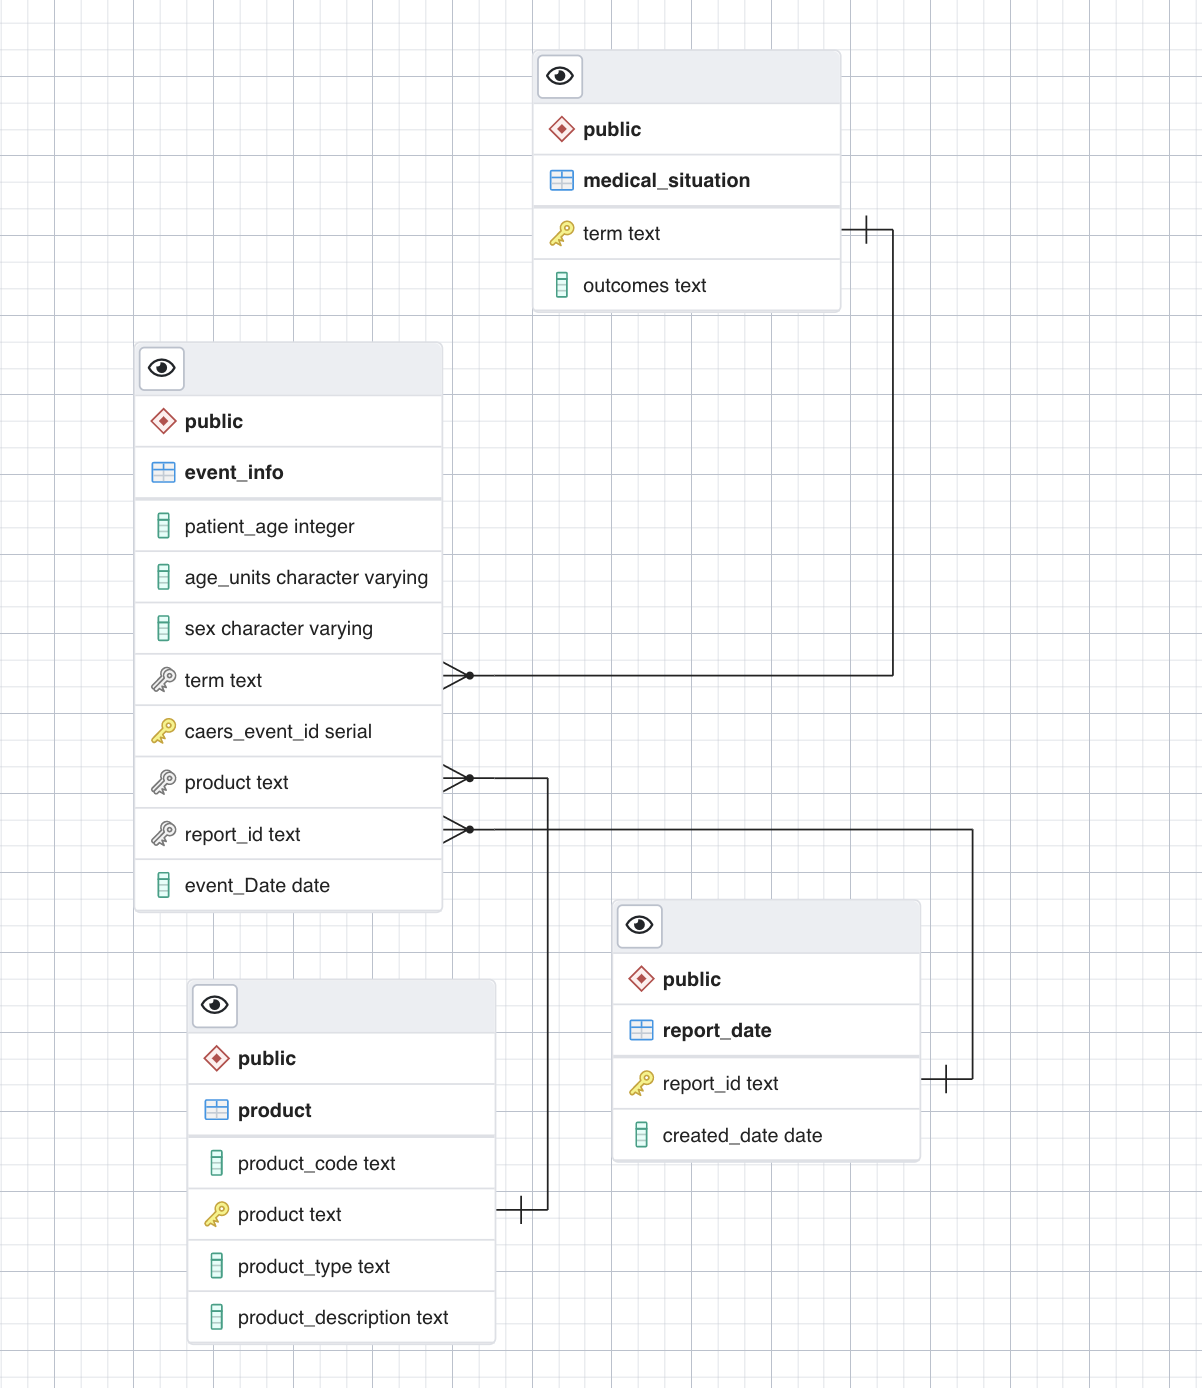 public
medical_situation
term text
outcomes text
public
event_info
patient_age integer
age_units character varying
sex character varying
term text
caers_event_id serial
product text
report_id text
event_Date date
public
report_date
report_id text
created_date date
public
product
product_code text
product text
product_type text
product_description text